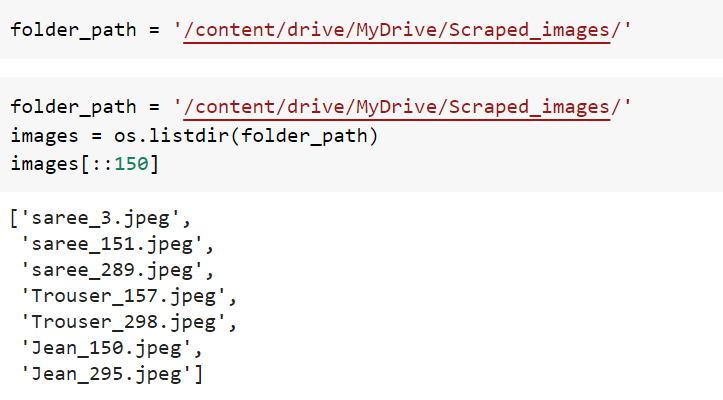 folder_path = '/content/drive/MyDrive/Scraped_images/'
folder_path = '/content/drive/MyDrive/Scraped_images/'
images = os.listdir(folder_path)
images[::150]
['saree_3.jpeg',
 'saree_151.jpeg',
 'saree_289.jpeg',
 'Trouser_157.jpeg',
 'Trouser_298.jpeg',
 'Jean_150.jpeg',
 'Jean_295.jpeg']